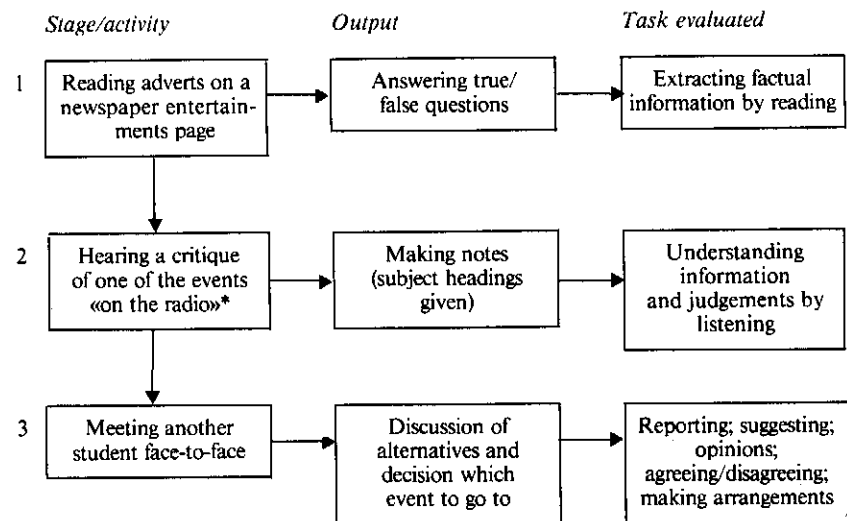 Stage/activity Output Task evaluated
1
Reading adverts on a
newspaper entertain-
ments page
Answering true/
false questions
Extracting factual
information by reading
2
Hearing a critique
of one of the events
«on the radio»*
Making notes
(subject headings
given)
Understanding
information
and judgements by
listening
3
Meeting another
student face-to-face
Discussion of
alternatives and
decision which
event to go to
Reporting; suggesting;
opinions;
agreeing/disagreeing;
making arrangements